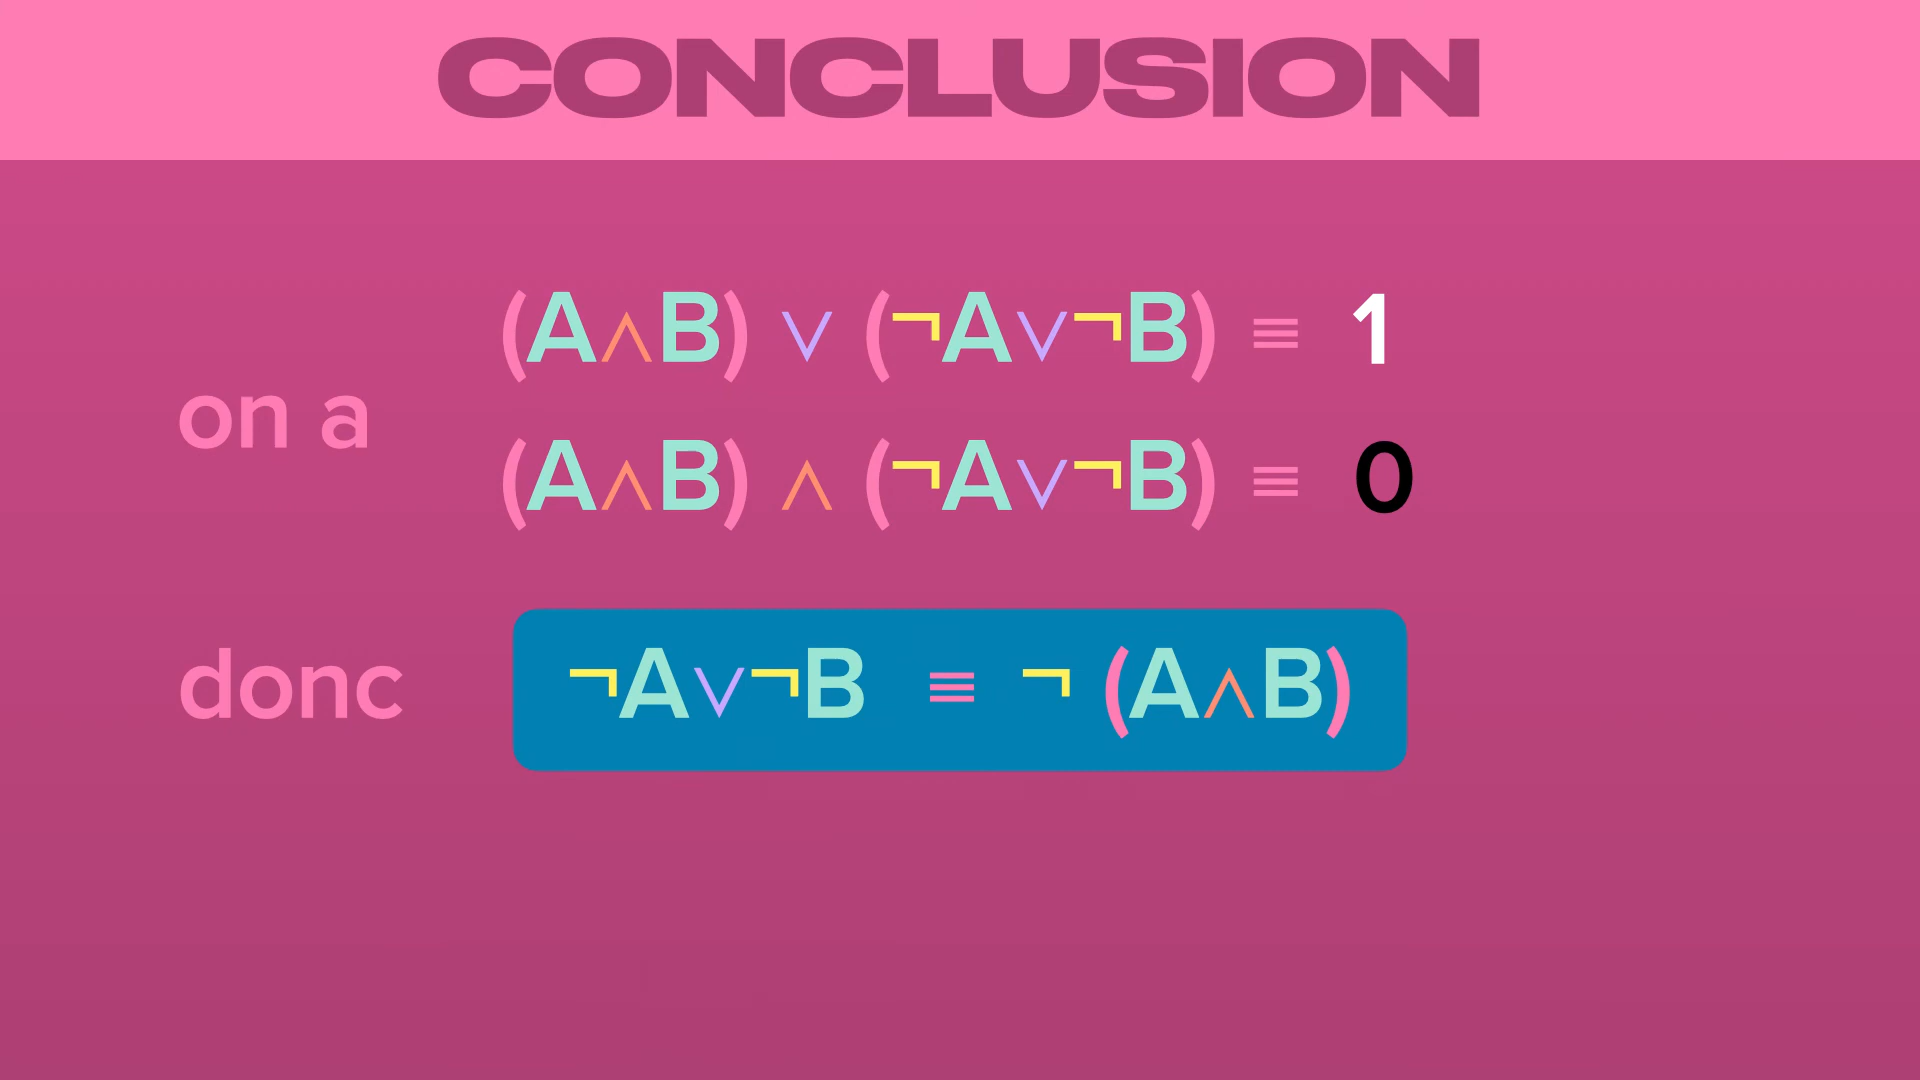 CONCLUSION
(A∧B) ∨ (¬A∨¬B) ≡ 1
on a
(A∧B) ∧ (¬A∨¬B) ≡ 0
donc ¬A∨¬B ≡ ¬ (A∧B)